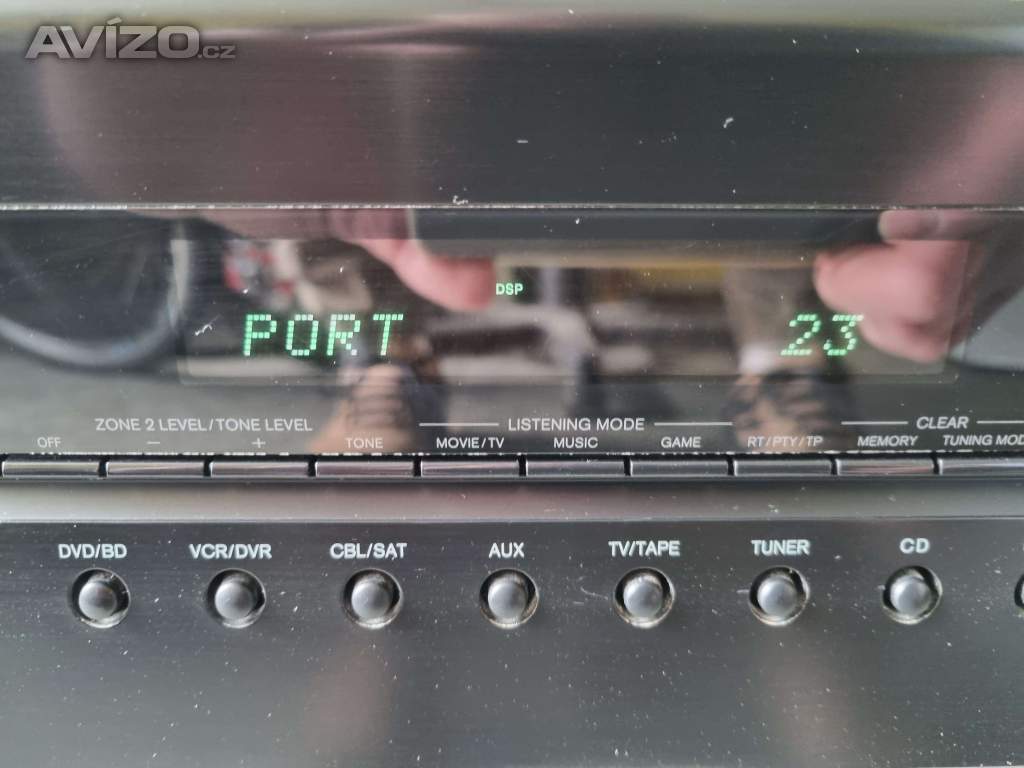 AVÍZO.cz
DSP
PORT 23
ZONE 2 LEVEL/TONE LEVEL LISTENING MODE CLEAR
OFF − + TONE MOVIE/TV MUSIC GAME RT/PTY/TP MEMORY TUNING
DVD/BD VCR/DVR CBL/SAT AUX TV/TAPE TUNER CD